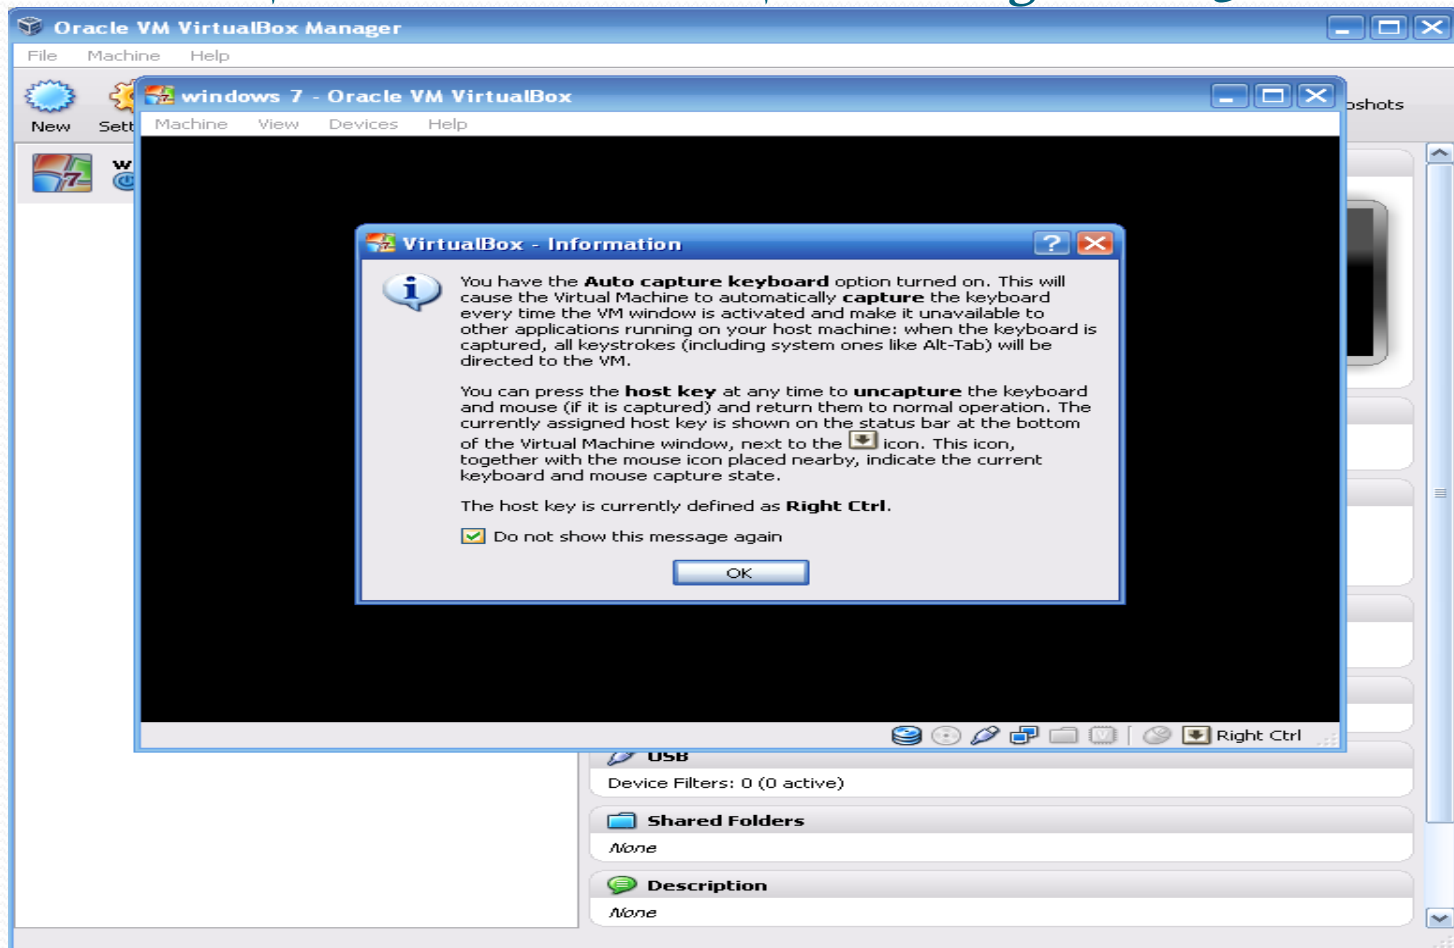 Oracle VM VirtualBox Manager
File Machine Help
windows 7 - Oracle VM VirtualBox
New
Machine View Devices Help
VirtualBox - Information
You have the Auto capture keyboard option turned on. This will
cause the Virtual Machine to automatically capture the keyboard
every time the VM window is activated and make it unavailable to
other applications running on your host machine: when the keyboard is
captured, all keystrokes (including system ones like Alt-Tab) will be
directed to the VM.
You can press the host key at any time to uncapture the keyboard
and mouse (if it is captured) and return them to normal operation. The
currently assigned host key is shown on the status bar at the bottom
of the Virtual Machine window, next to the icon. This icon,
together with the mouse icon placed nearby, indicate the current
keyboard and mouse capture state.
The host key is currently defined as Right Ctrl.
Do not show this message again
OK
Right Ctrl
USB
Device Filters: 0 (0 active)
Shared Folders
None
Description
None